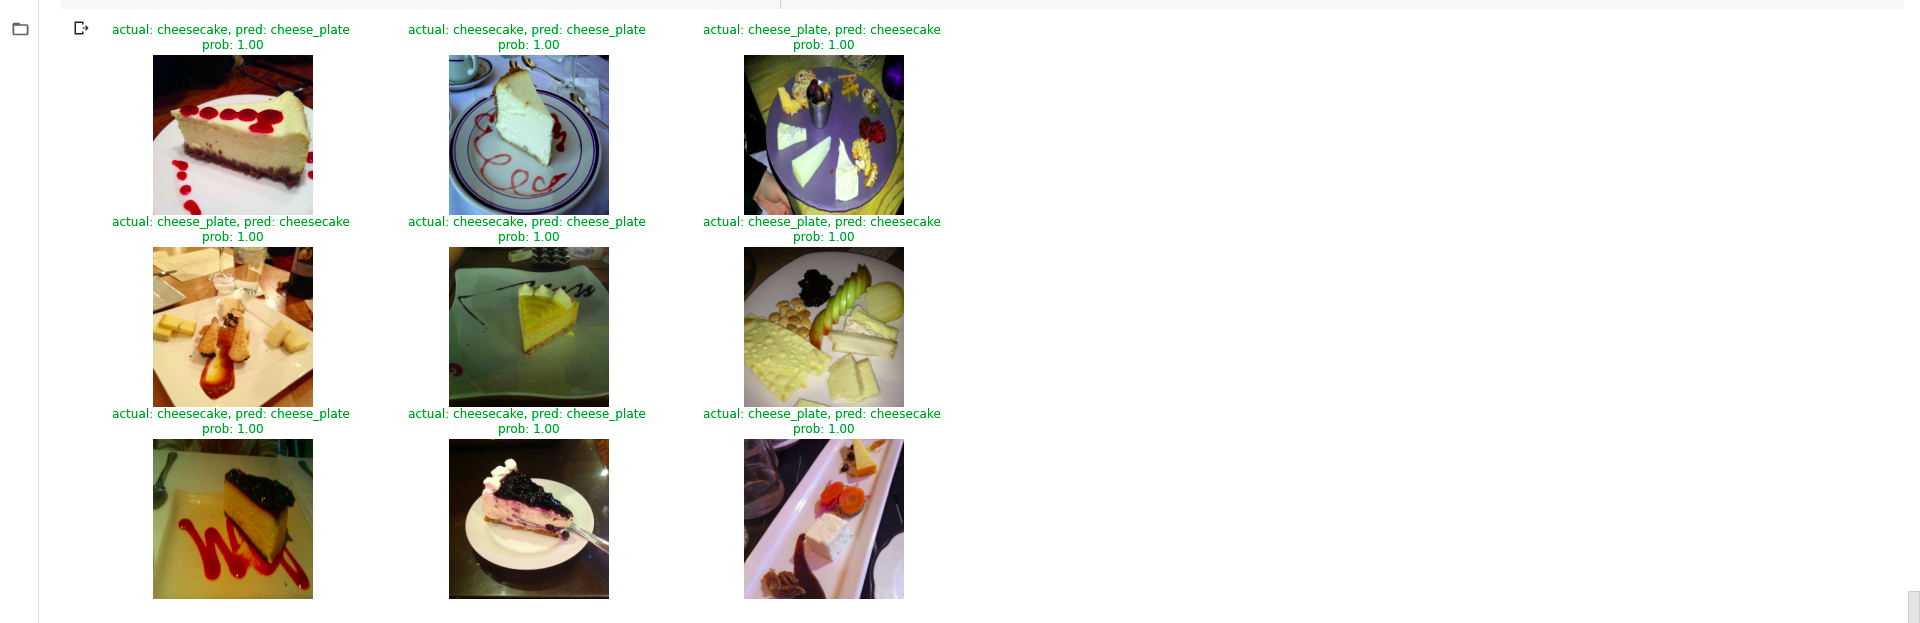 actual: cheesecake, pred: cheese_plate
prob: 1.00
actual: cheesecake, pred: cheese_plate
prob: 1.00
actual: cheese_plate, pred: cheesecake
prob: 1.00
actual: cheese_plate, pred: cheesecake
prob: 1.00
actual: cheesecake, pred: cheese_plate
prob: 1.00
actual: cheese_plate, pred: cheesecake
prob: 1.00
actual: cheesecake, pred: cheese_plate
prob: 1.00
actual: cheesecake, pred: cheese_plate
prob: 1.00
actual: cheese_plate, pred: cheesecake
prob: 1.00